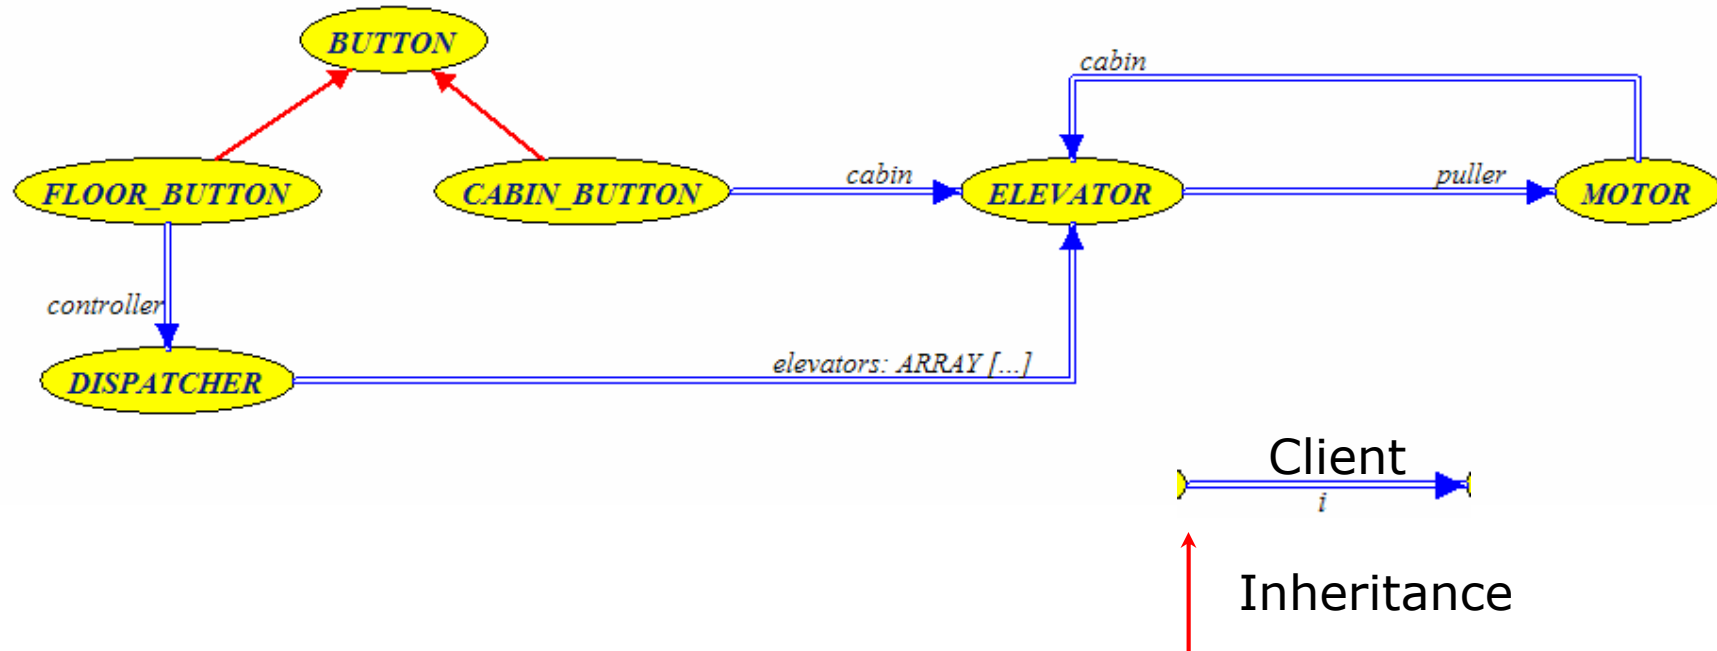 BUTTON
cabin
FLOOR_BUTTON
CABIN_BUTTON
cabin
ELEVATOR
puller
MOTOR
controller
DISPATCHER
elevators: ARRAY [...]
Client
i
Inheritance